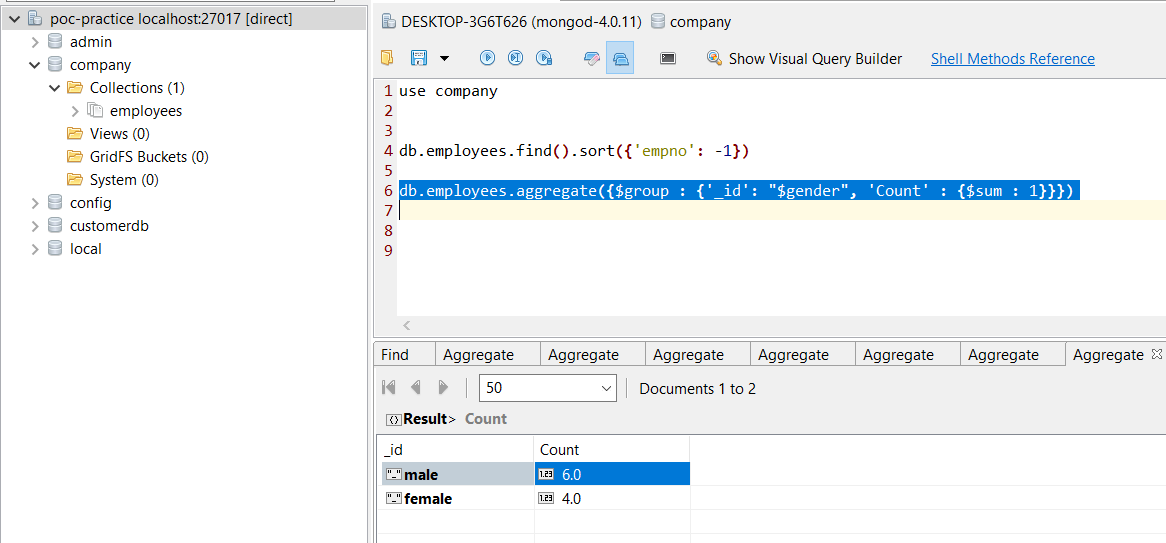 poc-practice localhost:27017 [direct]
admin
company
Collections (1)
employees
Views (0)
GridFS Buckets (0)
System (0)
config
customerdb
local
DESKTOP-3G6T626 (mongod-4.0.11) company
Show Visual Query Builder Shell Methods Reference
1 use company
2
3
4 db.employees.find().sort({'empno': -1})
5
6 db.employees.aggregate({$group : {'_id': "$gender", 'Count' : {$sum : 1}}})
7
8
9
Find Aggregate Aggregate Aggregate Aggregate Aggregate Aggregate Aggregate
50 Documents 1 to 2
Result> Count
_id Count
"_" male 1.23 6.0
"_" female 1.23 4.0